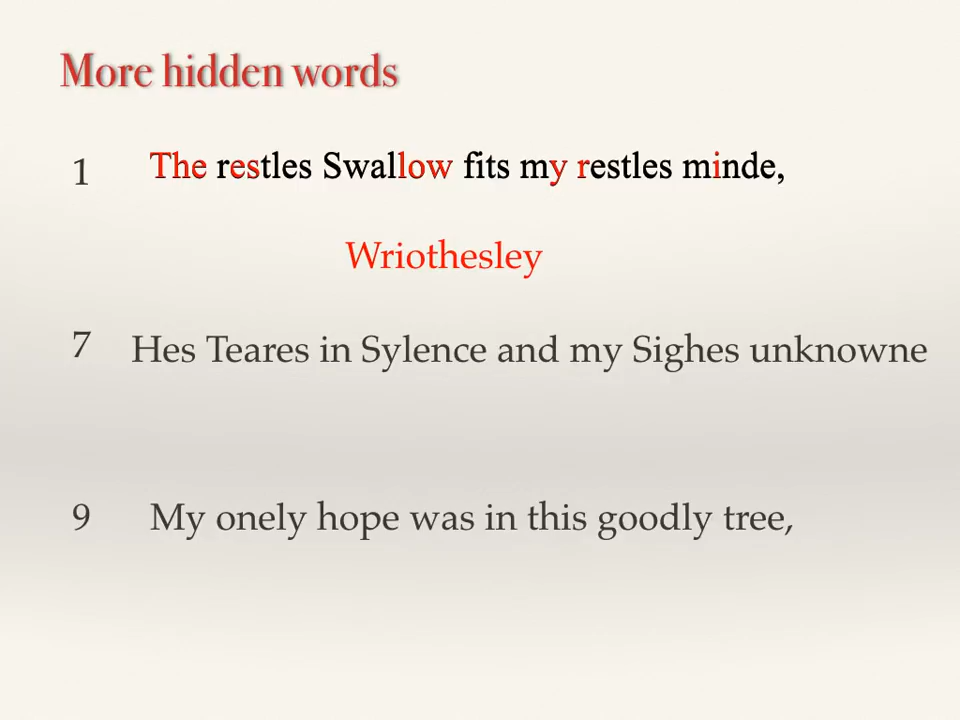 More hidden words
1 The restles Swallow fits my restles minde,
Wriothesley
7 Hes Teares in Sylence and my Sighes unknowne
9 My onely hope was in this goodly tree,